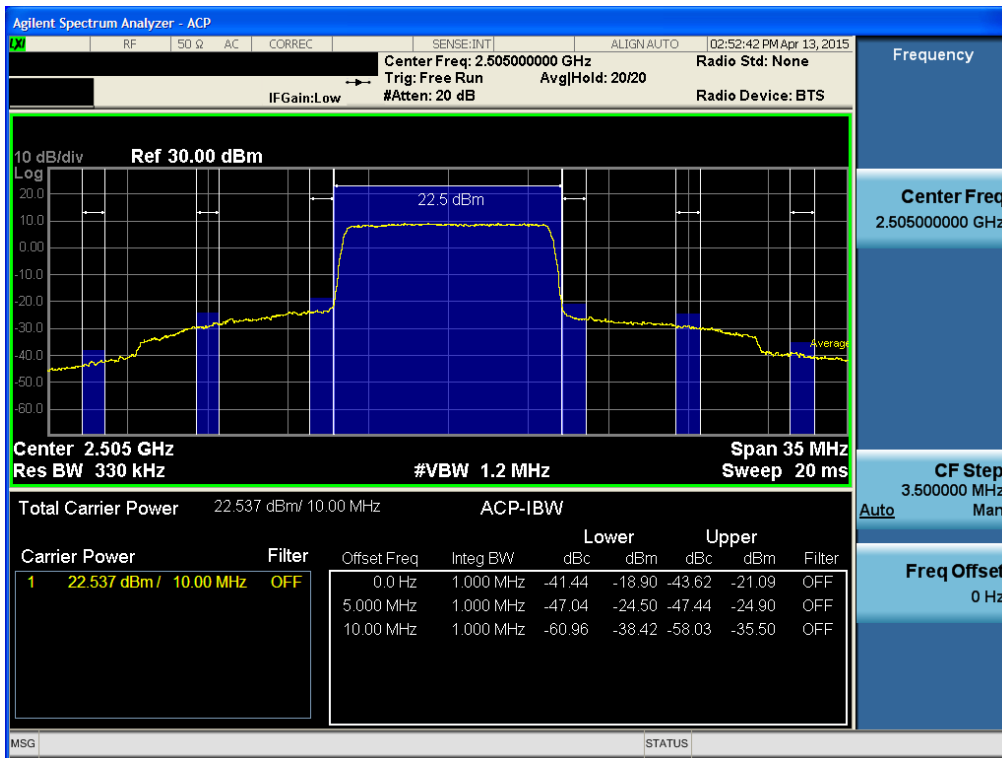 Agilent Spectrum Analyzer - ACP
LXI RF 50 Ω AC CORREC SENSE:INT ALIGN AUTO 02:52:42 PM Apr 13, 2015
Center Freq: 2.505000000 GHz Radio Std: None
Trig: Free Run Avg|Hold: 20/20
IFGain:Low #Atten: 20 dB Radio Device: BTS
10 dB/div Ref 30.00 dBm
Log
20.0
10.0
0.00
-10.0
-20.0
-30.0
-40.0
-50.0
-60.0
22.5 dBm
Average
Center 2.505 GHz Span 35 MHz
Res BW 330 kHz #VBW 1.2 MHz Sweep 20 ms
Total Carrier Power 22.537 dBm/ 10.00 MHz ACP-IBW
Lower Upper
Carrier Power Filter Offset Freq Integ BW dBc dBm dBc dBm Filter
1 22.537 dBm / 10.00 MHz OFF 0.0 Hz 1.000 MHz -41.44 -18.90 -43.62 -21.09 OFF
5.000 MHz 1.000 MHz -47.04 -24.50 -47.44 -24.90 OFF
10.00 MHz 1.000 MHz -60.96 -38.42 -58.03 -35.50 OFF
Frequency
Center Freq
2.505000000 GHz
CF Step
3.500000 MHz
Auto Man
Freq Offset
0 Hz
MSG STATUS